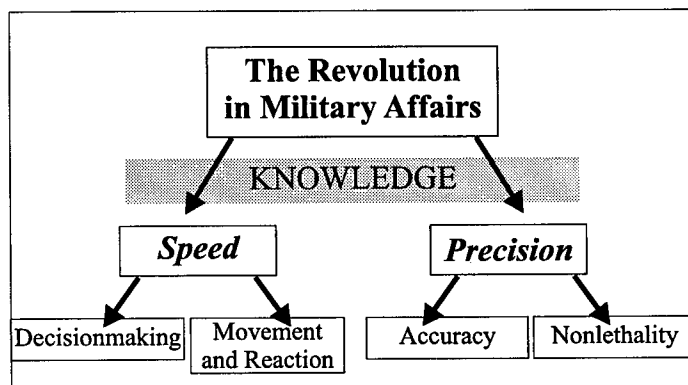 The Revolution
in Military Affairs
KNOWLEDGE
Speed
Precision
Decisionmaking
Movement
and Reaction
Accuracy
Nonlethality